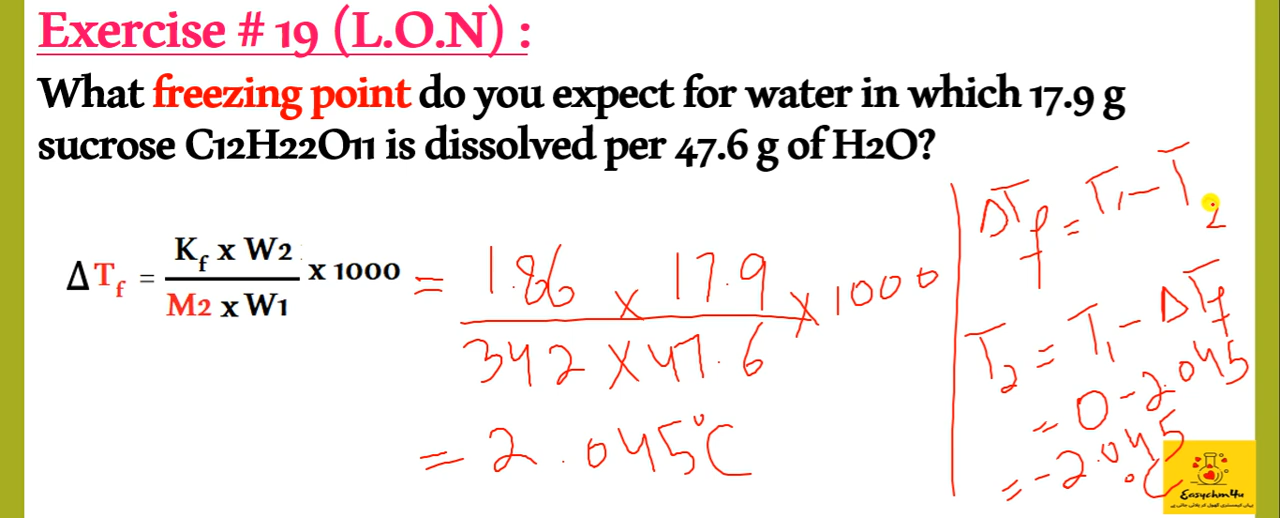 Exercise # 19 (L.O.N) :
What freezing point do you expect for water in which 17.9 g
sucrose C12H22O11 is dissolved per 47.6 g of H2O?
ΔTf = Kf x W2 / M2 x W1 x 1000
= 1.86 x 17.9 / 342 x 47.6 x 1000
= 2.045°C
ΔTf = T1 - T2
T2 = T1 - ΔTf
= 0 - 2.045
= -2.045 °C
Easychm4u